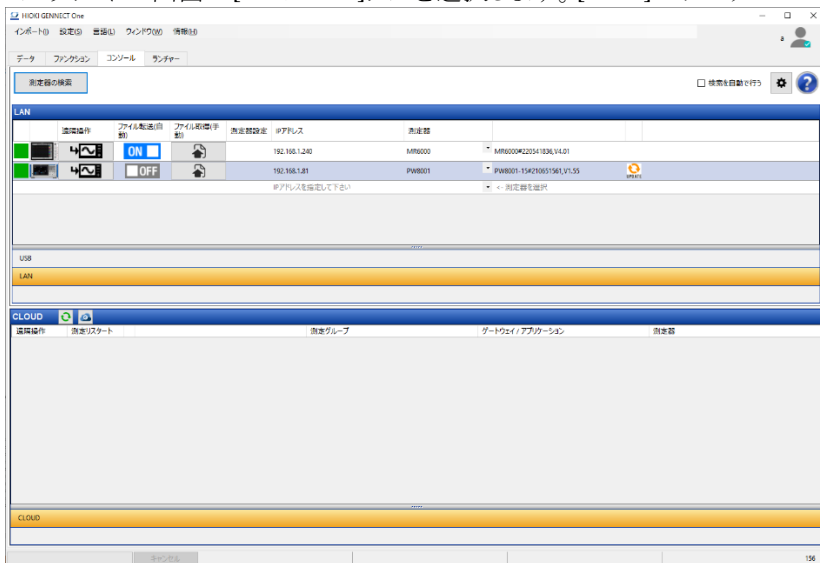 HIOKI GENNECT One
インポート(I) 設定(S) 言語(L) ウィンドウ(W) 情報(H)
a
データ ファンクション コンソール ランチャー
測定器の検索 検索を自動で行う
LAN
遠隔操作 ファイル転送(自動) ファイル取得(手動) 測定器設定 IPアドレス 測定器
ON 192.168.1.240 MR6000 MR6000#220541836,V4.01
OFF 192.168.1.81 PW8001 PW8001-15#210651561,V1.55 UPDATE
IPアドレスを指定して下さい <- 測定器を選択
USB
LAN
CLOUD
遠隔操作 測定リスタート 測定グループ ゲートウェイ / アプリケーション 測定器
CLOUD
キャンセル 156